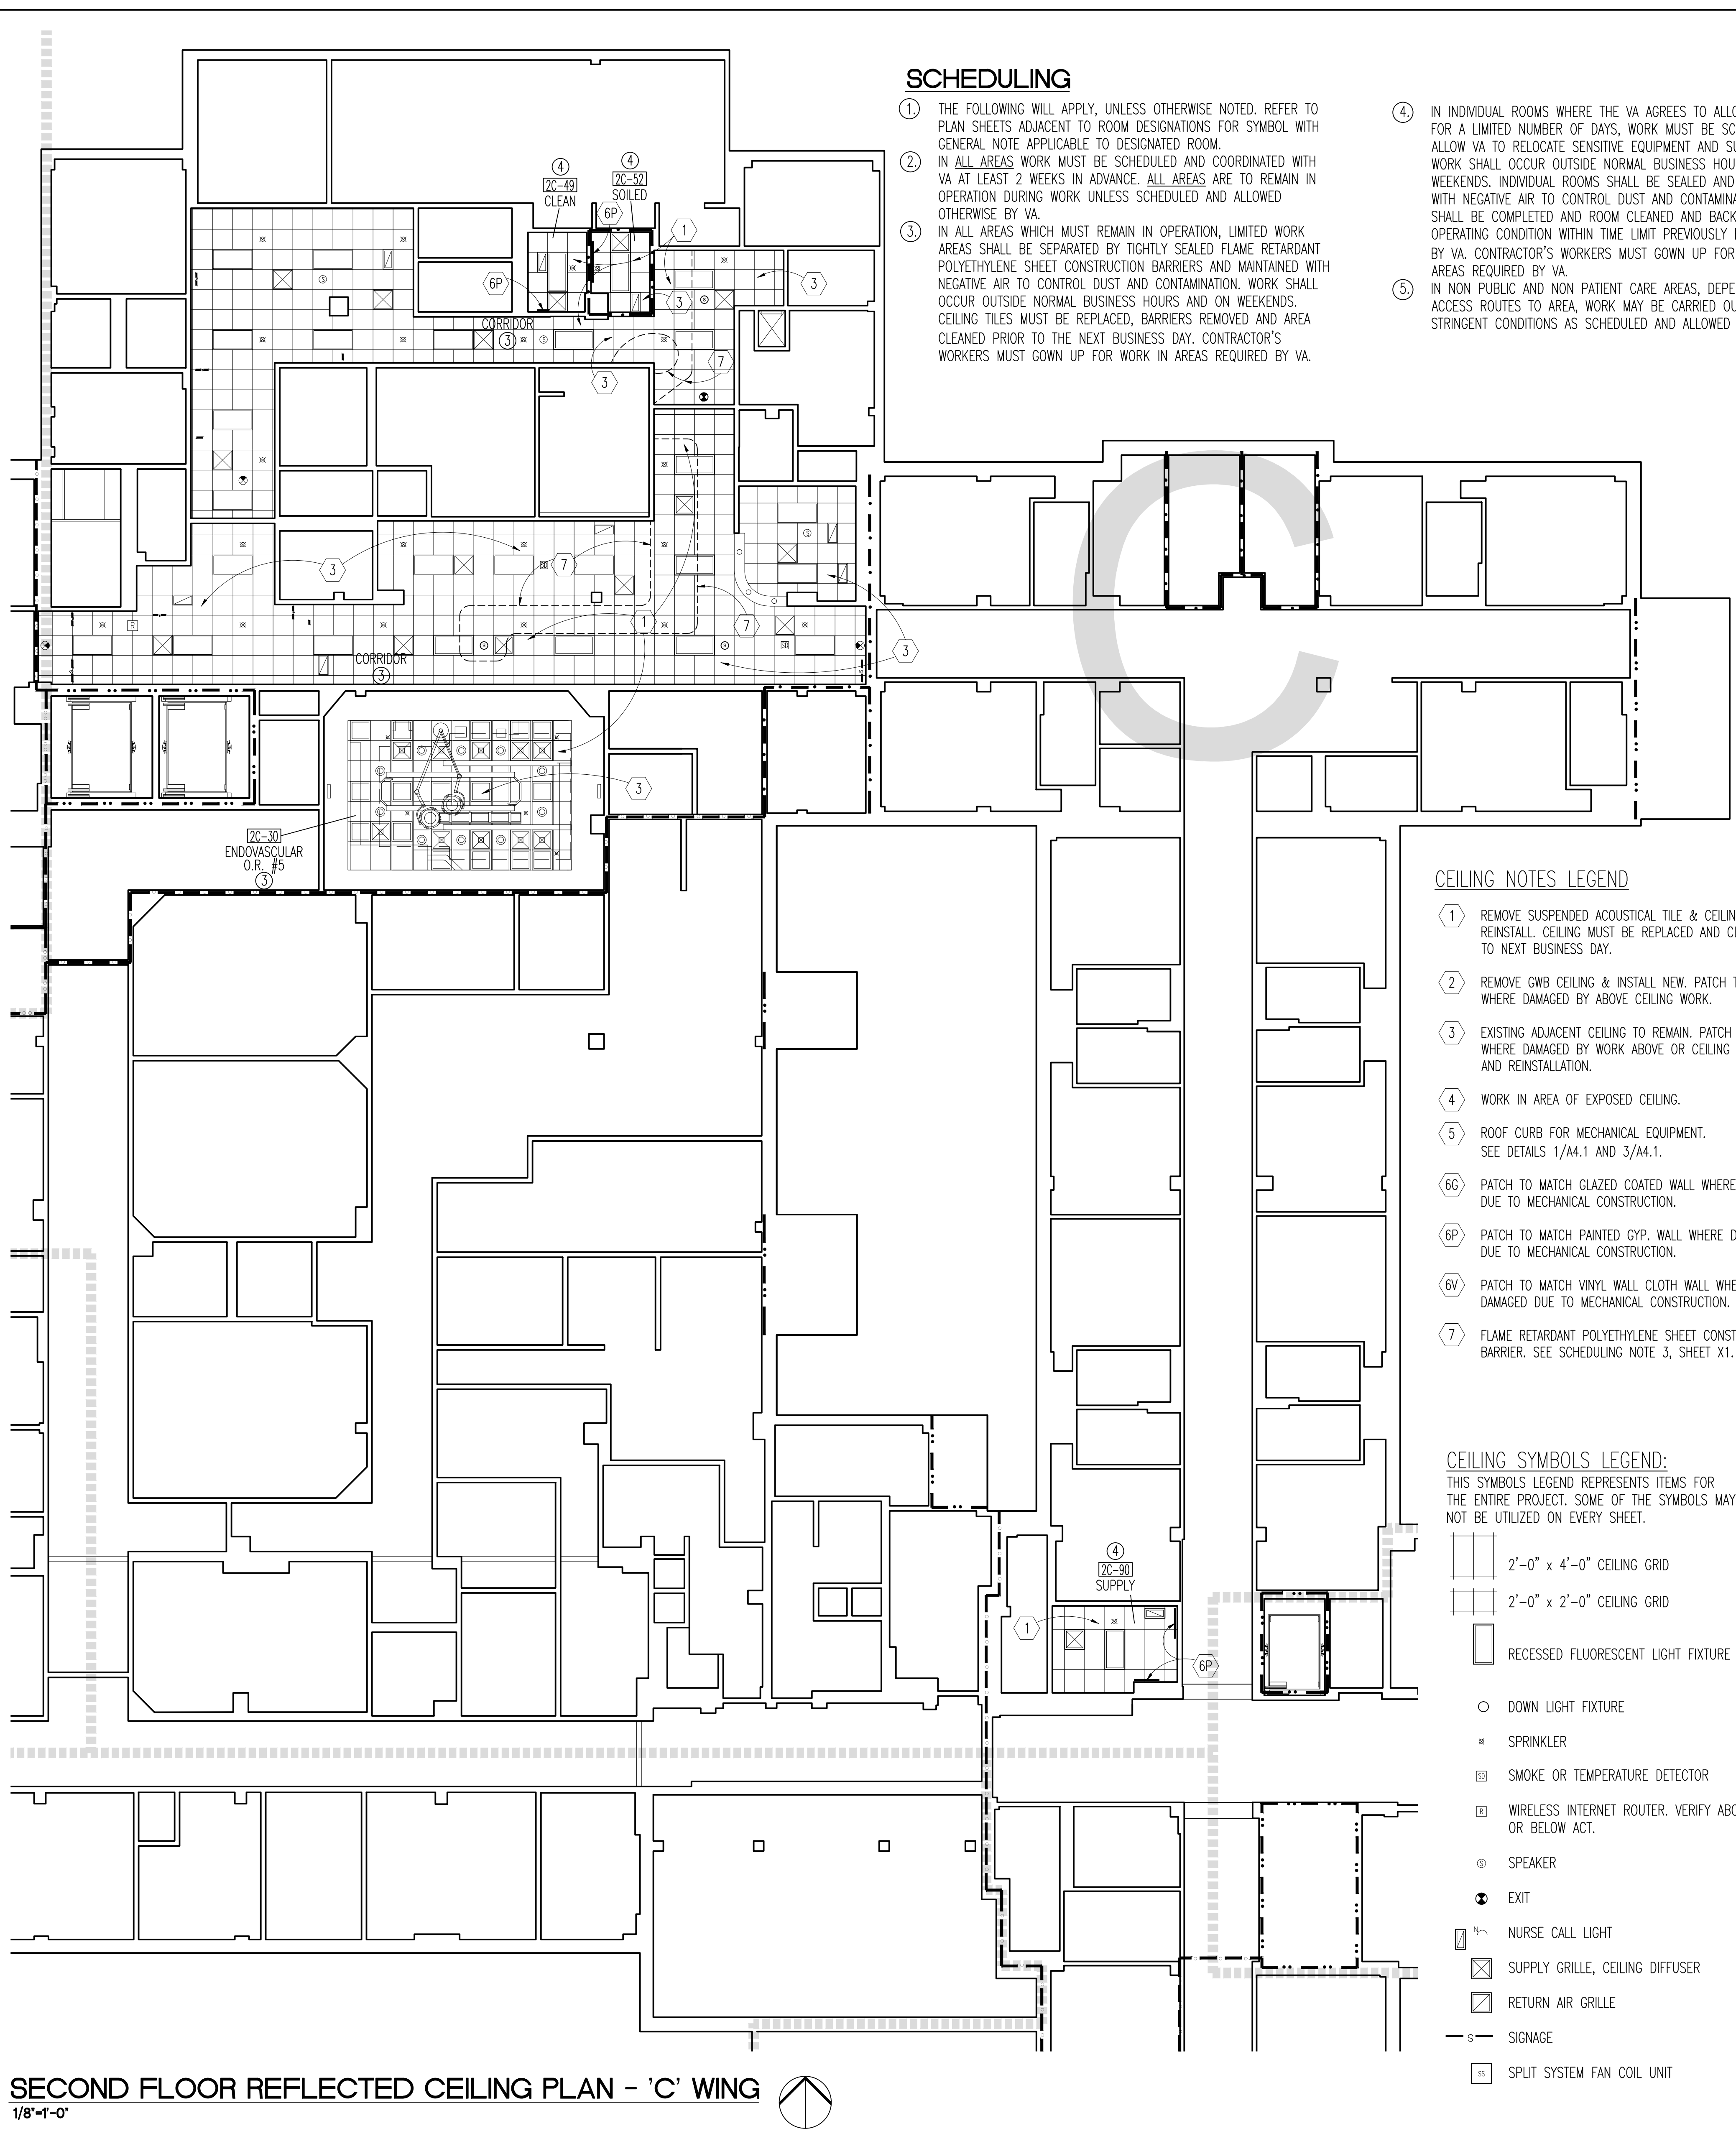 SCHEDULING
1. THE FOLLOWING WILL APPLY, UNLESS OTHERWISE NOTED. REFER TO
PLAN SHEETS ADJACENT TO ROOM DESIGNATIONS FOR SYMBOL WITH
GENERAL NOTE APPLICABLE TO DESIGNATED ROOM.
2. IN ALL AREAS WORK MUST BE SCHEDULED AND COORDINATED WITH
VA AT LEAST 2 WEEKS IN ADVANCE. ALL AREAS ARE TO REMAIN IN
OPERATION DURING WORK UNLESS SCHEDULED AND ALLOWED
OTHERWISE BY VA.
3. IN ALL AREAS WHICH MUST REMAIN IN OPERATION, LIMITED WORK
AREAS SHALL BE SEPARATED BY TIGHTLY SEALED FLAME RETARDANT
POLYETHYLENE SHEET CONSTRUCTION BARRIERS AND MAINTAINED WITH
NEGATIVE AIR TO CONTROL DUST AND CONTAMINATION. WORK SHALL
OCCUR OUTSIDE NORMAL BUSINESS HOURS AND ON WEEKENDS.
CEILING TILES MUST BE REPLACED, BARRIERS REMOVED AND AREA
CLEANED PRIOR TO THE NEXT BUSINESS DAY. CONTRACTOR'S
WORKERS MUST GOWN UP FOR WORK IN AREAS REQUIRED BY VA.
4. IN INDIVIDUAL ROOMS WHERE THE VA AGREES TO
FOR A LIMITED NUMBER OF DAYS, WORK MUST BE
ALLOW VA TO RELOCATE SENSITIVE EQUIPMENT AND
WORK SHALL OCCUR OUTSIDE NORMAL BUSINESS
WEEKENDS. INDIVIDUAL ROOMS SHALL BE SEALED AND
WITH NEGATIVE AIR TO CONTROL DUST AND
SHALL BE COMPLETED AND ROOM CLEANED AND BACK
OPERATING CONDITION WITHIN TIME LIMIT PREVIOUSLY
BY VA. CONTRACTOR'S WORKERS MUST GOWN UP FOR
AREAS REQUIRED BY VA.
5. IN NON PUBLIC AND NON PATIENT CARE AREAS,
ACCESS ROUTES TO AREA, WORK MAY BE CARRIED
STRINGENT CONDITIONS AS SCHEDULED AND ALLOWED
4
2C-49
CLEAN
4
2C-52
SOILED
6P
1
6P
3
3
CORRIDOR
3
S
S
S
3
7
C
3
7
SD
S
R
1
7
S
S
SD
3
CORRIDOR
3
3
2C-30
ENDOVASCULAR
O.R. #5
3
4
2C-90
SUPPLY
1
6P
CEILING NOTES LEGEND
1 REMOVE SUSPENDED ACOUSTICAL TILE &
REINSTALL. CEILING MUST BE REPLACED AND
TO NEXT BUSINESS DAY.
2 REMOVE GWB CEILING & INSTALL NEW. PATCH
WHERE DAMAGED BY ABOVE CEILING WORK.
3 EXISTING ADJACENT CEILING TO REMAIN. PATCH
WHERE DAMAGED BY WORK ABOVE OR CEILING
AND REINSTALLATION.
4 WORK IN AREA OF EXPOSED CEILING.
5 ROOF CURB FOR MECHANICAL EQUIPMENT.
SEE DETAILS 1/A4.1 AND 3/A4.1.
6G PATCH TO MATCH GLAZED COATED WALL WHERE
DUE TO MECHANICAL CONSTRUCTION.
6P PATCH TO MATCH PAINTED GYP. WALL WHERE
DUE TO MECHANICAL CONSTRUCTION.
6V PATCH TO MATCH VINYL WALL CLOTH WALL
DAMAGED DUE TO MECHANICAL CONSTRUCTION.
7 FLAME RETARDANT POLYETHYLENE SHEET
BARRIER. SEE SCHEDULING NOTE 3, SHEET X1.
CEILING SYMBOLS LEGEND:
THIS SYMBOLS LEGEND REPRESENTS ITEMS FOR
THE ENTIRE PROJECT. SOME OF THE SYMBOLS MAY
NOT BE UTILIZED ON EVERY SHEET.
2'-0" x 4'-0" CEILING GRID
2'-0" x 2'-0" CEILING GRID
RECESSED FLUORESCENT LIGHT FIXTURE
DOWN LIGHT FIXTURE
SPRINKLER
SD SMOKE OR TEMPERATURE DETECTOR
R WIRELESS INTERNET ROUTER. VERIFY
OR BELOW ACT.
S SPEAKER
EXIT
N NURSE CALL LIGHT
SUPPLY GRILLE, CEILING DIFFUSER
RETURN AIR GRILLE
S SIGNAGE
SS SPLIT SYSTEM FAN COIL UNIT
SECOND FLOOR REFLECTED CEILING PLAN - 'C' WING
1/8"=1'-0"